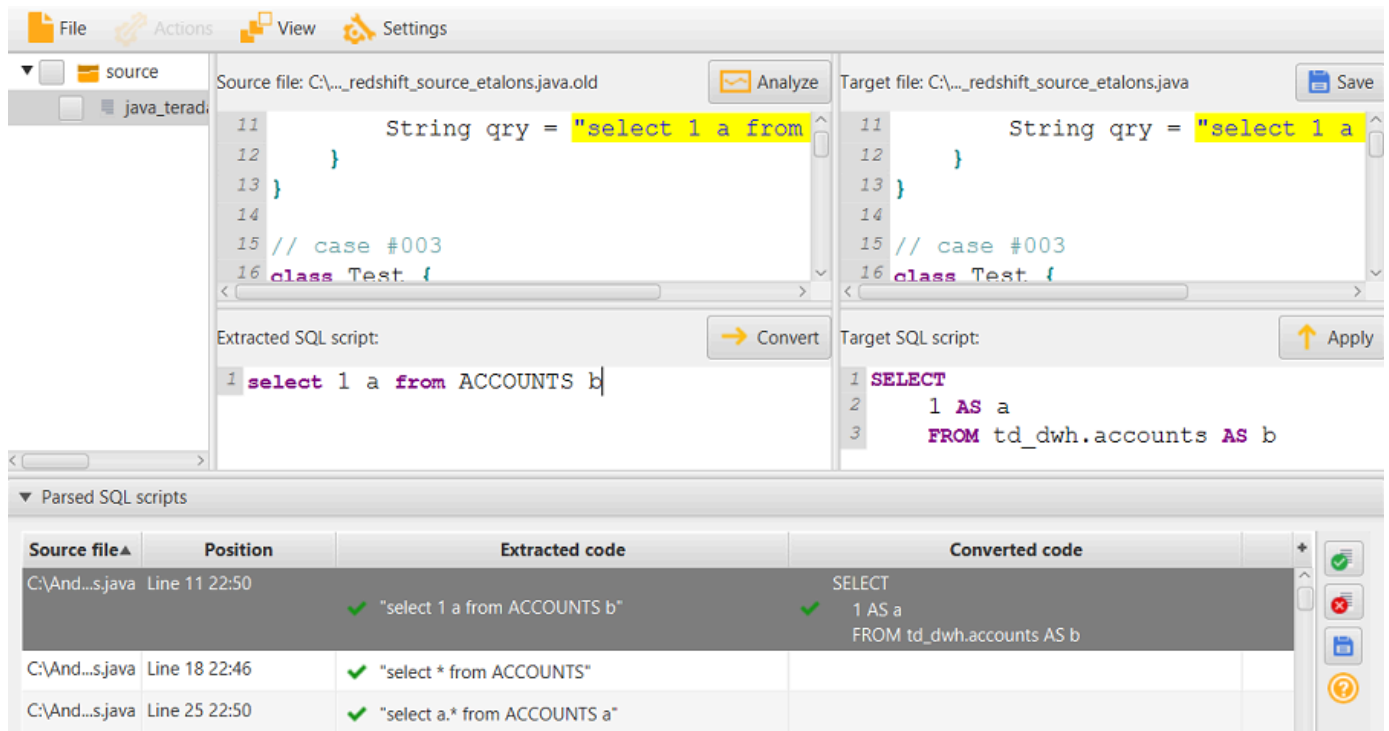 File Actions View Settings
source
java_terad
Source file: C:\..._redshift_source_etalons.java.old
Analyze
11 String qry = "select 1 a from
12 }
13 }
14
15 // case #003
16 class Test {
Target file: C:\..._redshift_source_etalons.java
Save
11 String qry = "select 1 a
12 }
13 }
14
15 // case #003
16 class Test {
Extracted SQL script:
Convert
1 select 1 a from ACCOUNTS b
Target SQL script:
Apply
1 SELECT
2 1 AS a
3 FROM td_dwh.accounts AS b
Parsed SQL scripts
Source file Position Extracted code Converted code +
C:\And...s.java Line 11 22:50 "select 1 a from ACCOUNTS b"
SELECT
1 AS a
FROM td_dwh.accounts AS b
C:\And...s.java Line 18 22:46 "select * from ACCOUNTS"
C:\And...s.java Line 25 22:50 "select a.* from ACCOUNTS a"